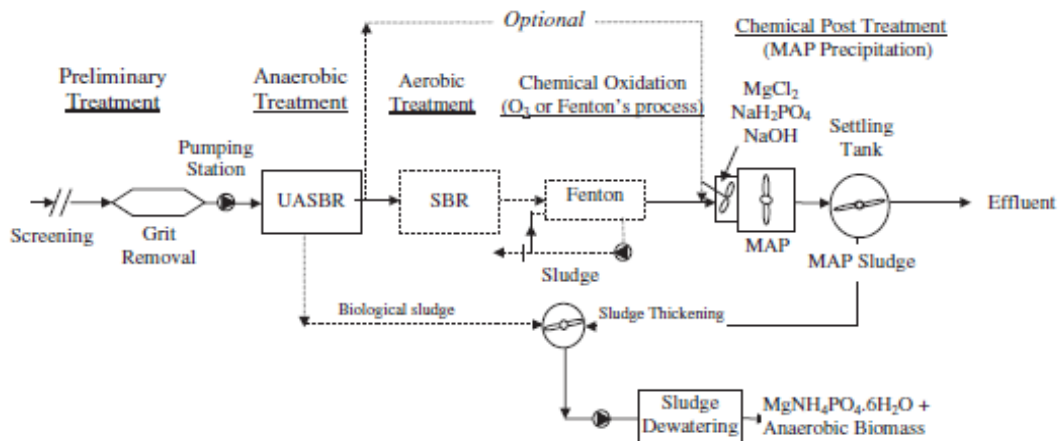 Optional
Chemical Post Treatment
(MAP Precipitation)
Preliminary
Treatment
Anaerobic
Treatment
Aerobic
Treatment
Chemical Oxidation
(O3 or Fenton's process)
MgCl2
NaH2PO4
NaOH
Settling
Tank
Pumping
Station
UASBR
SBR
Fenton
Effluent
Screening
Grit
Removal
Sludge
MAP
MAP Sludge
Biological sludge
Sludge Thickening
Sludge
Dewatering
MgNH4PO4.6H2O +
Anaerobic Biomass